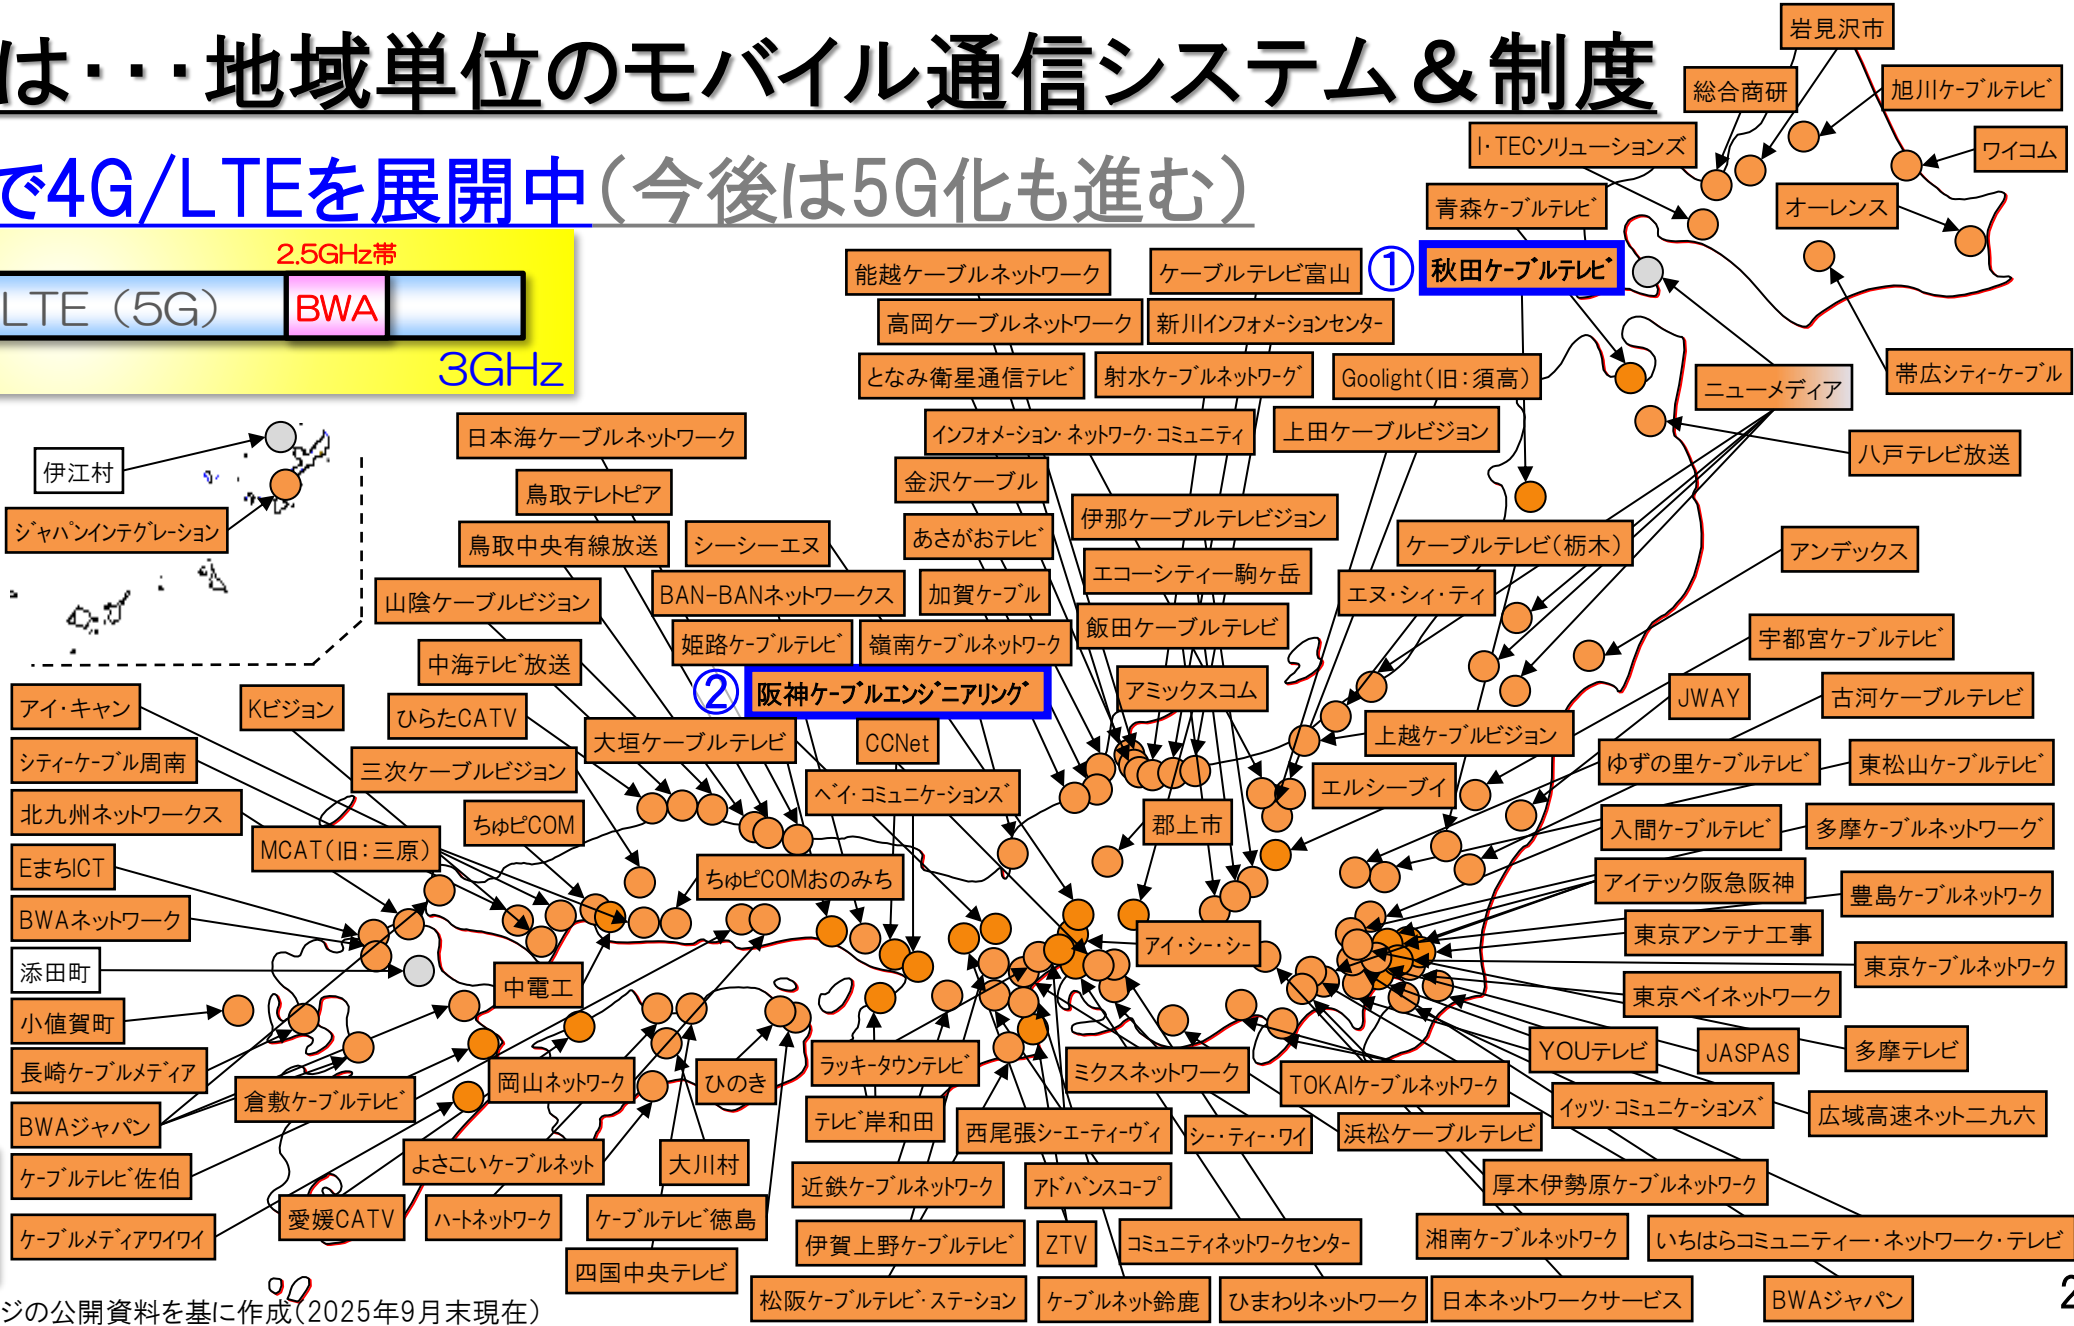 は・・・地域単位のモバイル通信システム＆制度
で4G/LTEを展開中（今後は5G化も進む）
2.5GHz帯
LTE（5G）
BWA
3GHz
岩見沢市
総合商研
旭川ケーブルテレビ
I・TECソリューションズ
ワイコム
青森ケーブルテレビ
オーレンス
①
秋田ケーブルテレビ
能越ケーブルネットワーク
ケーブルテレビ富山
高岡ケーブルネットワーク
新川インフォメーションセンター
となみ衛星通信テレビ
射水ケーブルネットワーク
Goolight（旧：須高）
ニューメディア
帯広シティーケーブル
日本海ケーブルネットワーク
インフォメーション・ネットワーク・コミュニティ
上田ケーブルビジョン
八戸テレビ放送
伊江村
鳥取テレトピア
金沢ケーブル
伊那ケーブルテレビジョン
ジャパンインテグレーション
鳥取中央有線放送
シーシーエヌ
あさがおテレビ
ケーブルテレビ（栃木）
アンデックス
エコーシティー駒ヶ岳
山陰ケーブルビジョン
BAN-BANネットワークス
加賀ケーブル
エヌ・シィ・ティ
飯田ケーブルテレビ
中海テレビ放送
姫路ケーブルテレビ
嶺南ケーブルネットワーク
宇都宮ケーブルテレビ
②
阪神ケーブルエンジニアリング
アミックスコム
JWAY
古河ケーブルテレビ
アイ・キャン
Kビジョン
ひらたCATV
大垣ケーブルテレビ
CCNet
上越ケーブルビジョン
シティーケーブル周南
三次ケーブルビジョン
ゆずの里ケーブルテレビ
東松山ケーブルテレビ
ベイ・コミュニケーションズ
エルシーブイ
北九州ネットワークス
ちゅピCOM
郡上市
入間ケーブルテレビ
多摩ケーブルネットワーク
MCAT（旧：三原）
EまちICT
ちゅピCOMおのみち
アイテック阪急阪神
豊島ケーブルネットワーク
BWAネットワーク
アイ・シー・シー
東京アンテナ工事
添田町
中電工
東京ケーブルネットワーク
小値賀町
東京ベイネットワーク
長崎ケーブルメディア
岡山ネットワーク
ひのき
ラッキータウンテレビ
ミクスネットワーク
TOKAIケーブルネットワーク
YOUテレビ
JASPAS
多摩テレビ
倉敷ケーブルテレビ
BWAジャパン
テレビ岸和田
西尾張シーエーティーヴィ
シー・ティー・ワイ
浜松ケーブルテレビ
イッツ・コミュニケーションズ
広域高速ネット二九六
ケーブルテレビ佐伯
よさこいケーブルネット
大川村
近鉄ケーブルネットワーク
アドバンスコープ
厚木伊勢原ケーブルネットワーク
ケーブルメディアワイワイ
愛媛CATV
ハートネットワーク
ケーブルテレビ徳島
伊賀上野ケーブルテレビ
ZTV
コミュニティネットワークセンター
湘南ケーブルネットワーク
いちはらコミュニティー・ネットワーク・テレビ
四国中央テレビ
松阪ケーブルテレビ・ステーション
ケーブルネット鈴鹿
ひまわりネットワーク
日本ネットワークサービス
BWAジャパン
ジの公開資料を基に作成（2025年9月末現在）